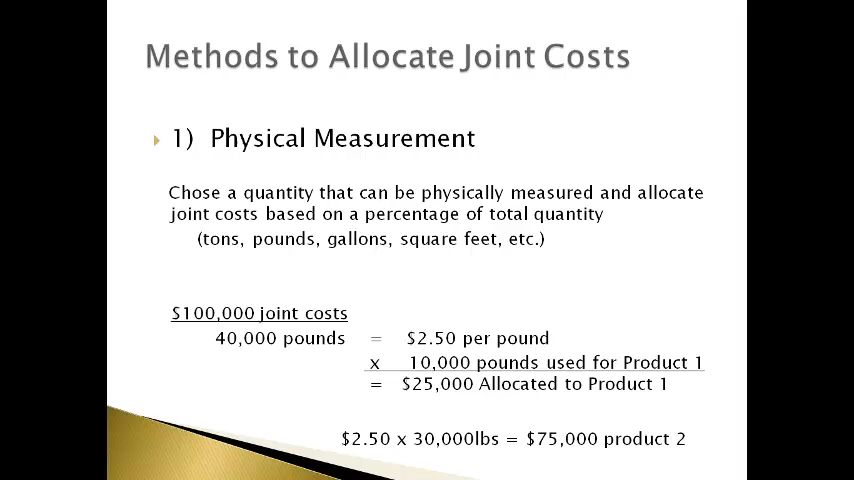 Methods to Allocate Joint Costs
1) Physical Measurement
Chose a quantity that can be physically measured and allocate
joint costs based on a percentage of total quantity
(tons, pounds, gallons, square feet, etc.)
$100,000 joint costs
40,000 pounds = $2.50 per pound
x 10,000 pounds used for Product 1
= $25,000 Allocated to Product 1
$2.50 x 30,000lbs = $75,000 product 2